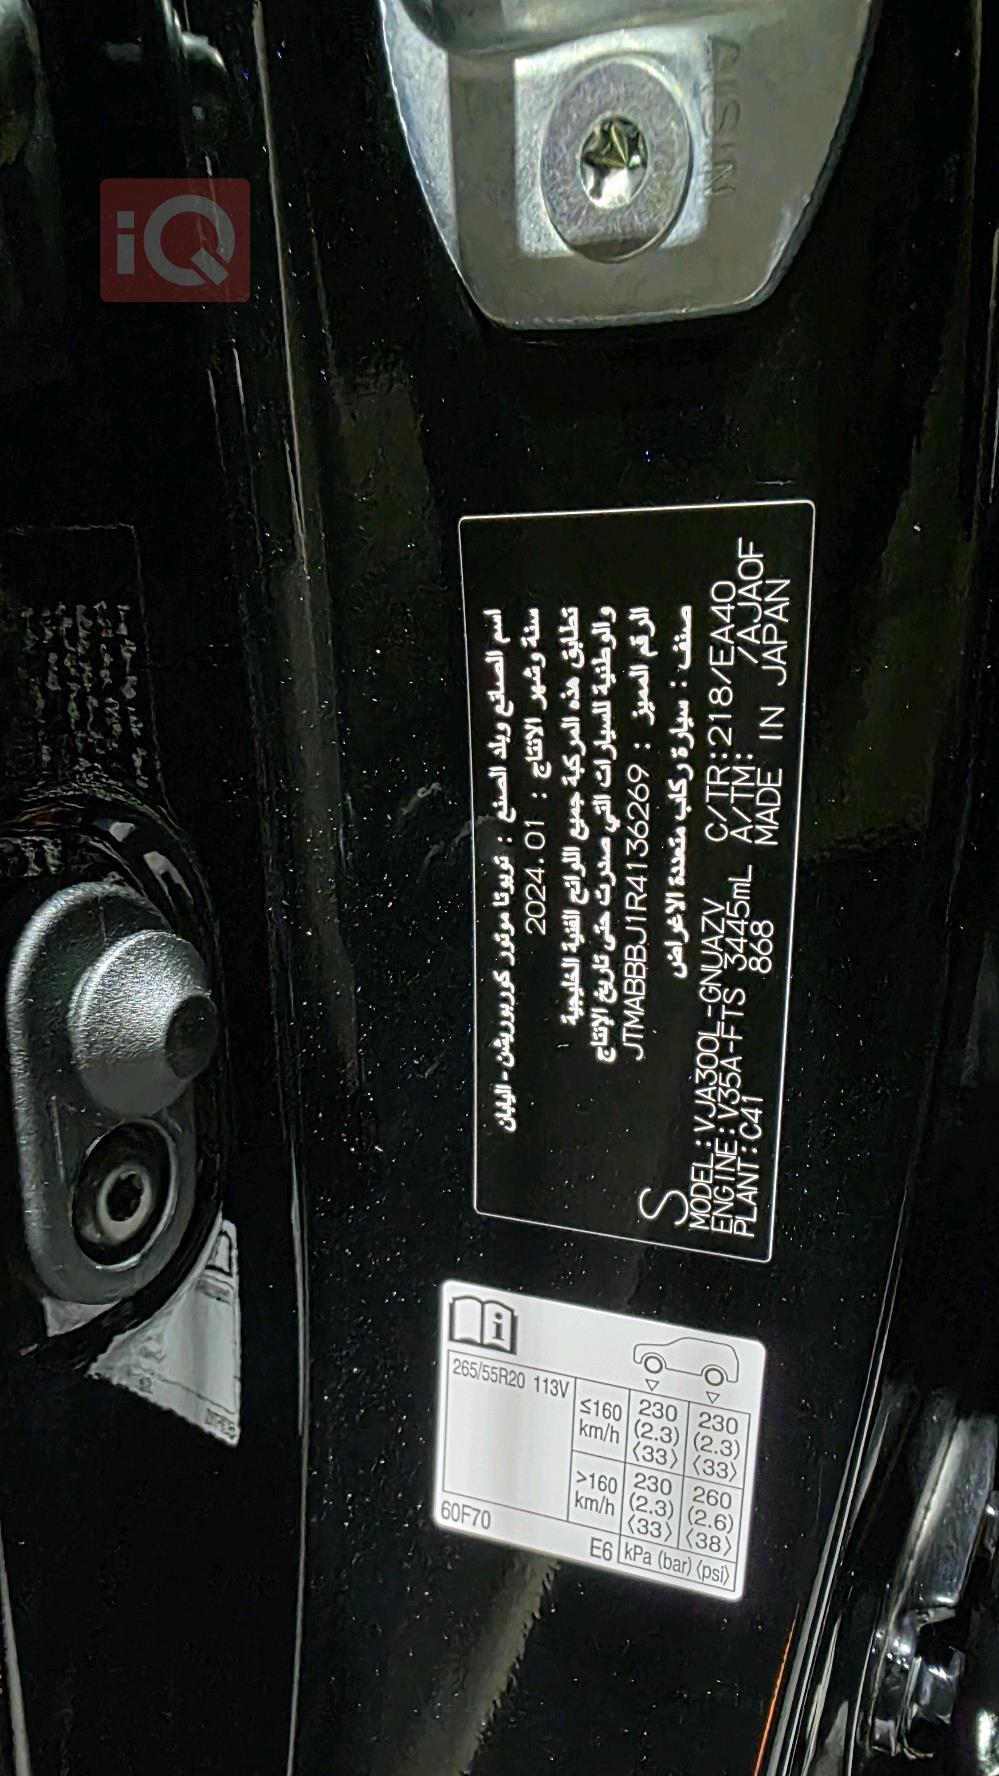 iQ
AISIN
اسم الصانع وبلد الصنع : تويوتا موتور كوربوريشن - اليابان
سنة وشهر الانتاج : 2024.01
تطابق هذه المركبة جميع اللوائح الفنية الخليجية
والوطنية للسيارات التي صدرت حتى تاريخ الإنتاج
الرقم المميز : JTMABBBJ1R4136269
صنف : سيارة ركاب متعددة الاغراض
S
MODEL:VJA300L-GNUAZV C/TR:218/EA40
ENGINE:V35A-FTS 3445mL A/TM: /AJA0F
PLANT:C41 868 MADE IN JAPAN
265/55R20 113V
≤160 km/h 230 (2.3) ⟨33⟩ 230 (2.3) ⟨33⟩
>160 km/h 230 (2.3) ⟨33⟩ 260 (2.6) ⟨38⟩
60F70 E6 kPa (bar) ⟨psi⟩